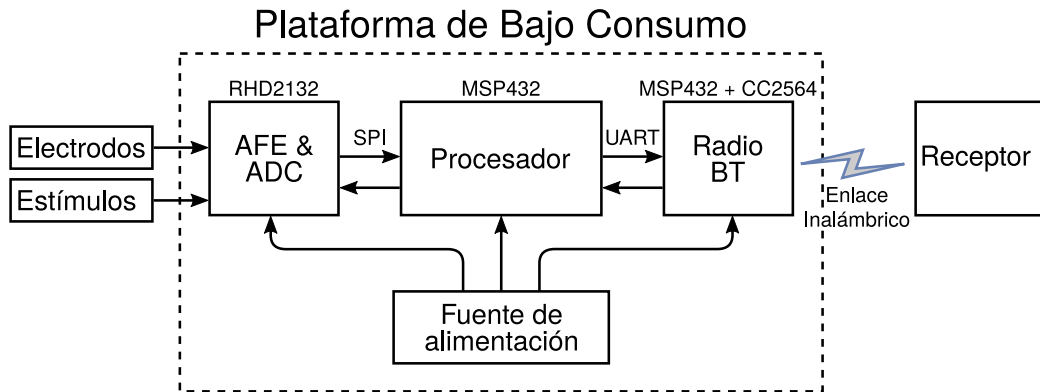 Plataforma de Bajo Consumo
RHD2132
MSP432
MSP432 + CC2564
Electrodos
Estímulos
AFE &
ADC
SPI
Procesador
UART
Radio
BT
Enlace
Inalámbrico
Receptor
Fuente de
alimentación